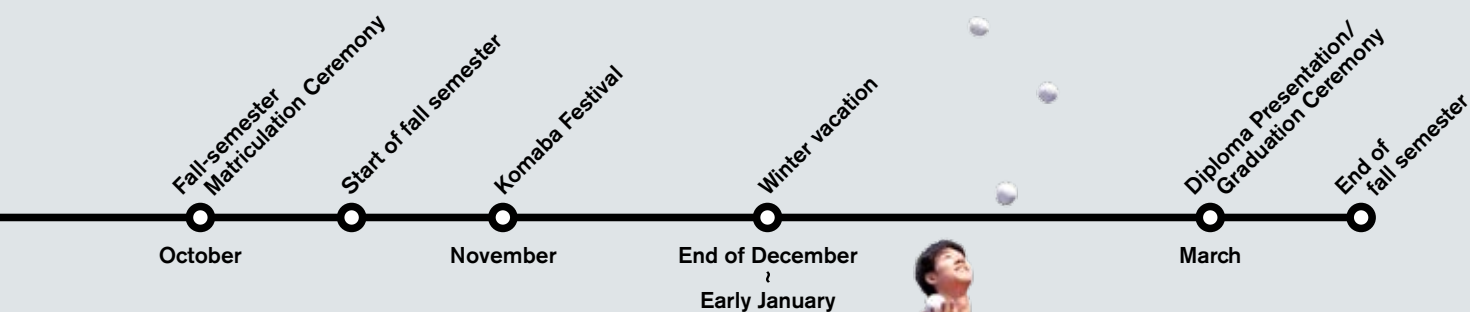 Fall-semester
Matriculation Ceremony
Start of fall semester
Komaba Festival
Winter vacation
Diploma Presentation/
Graduation Ceremony
End of
fall semester
October
November
End of December
~
Early January
March